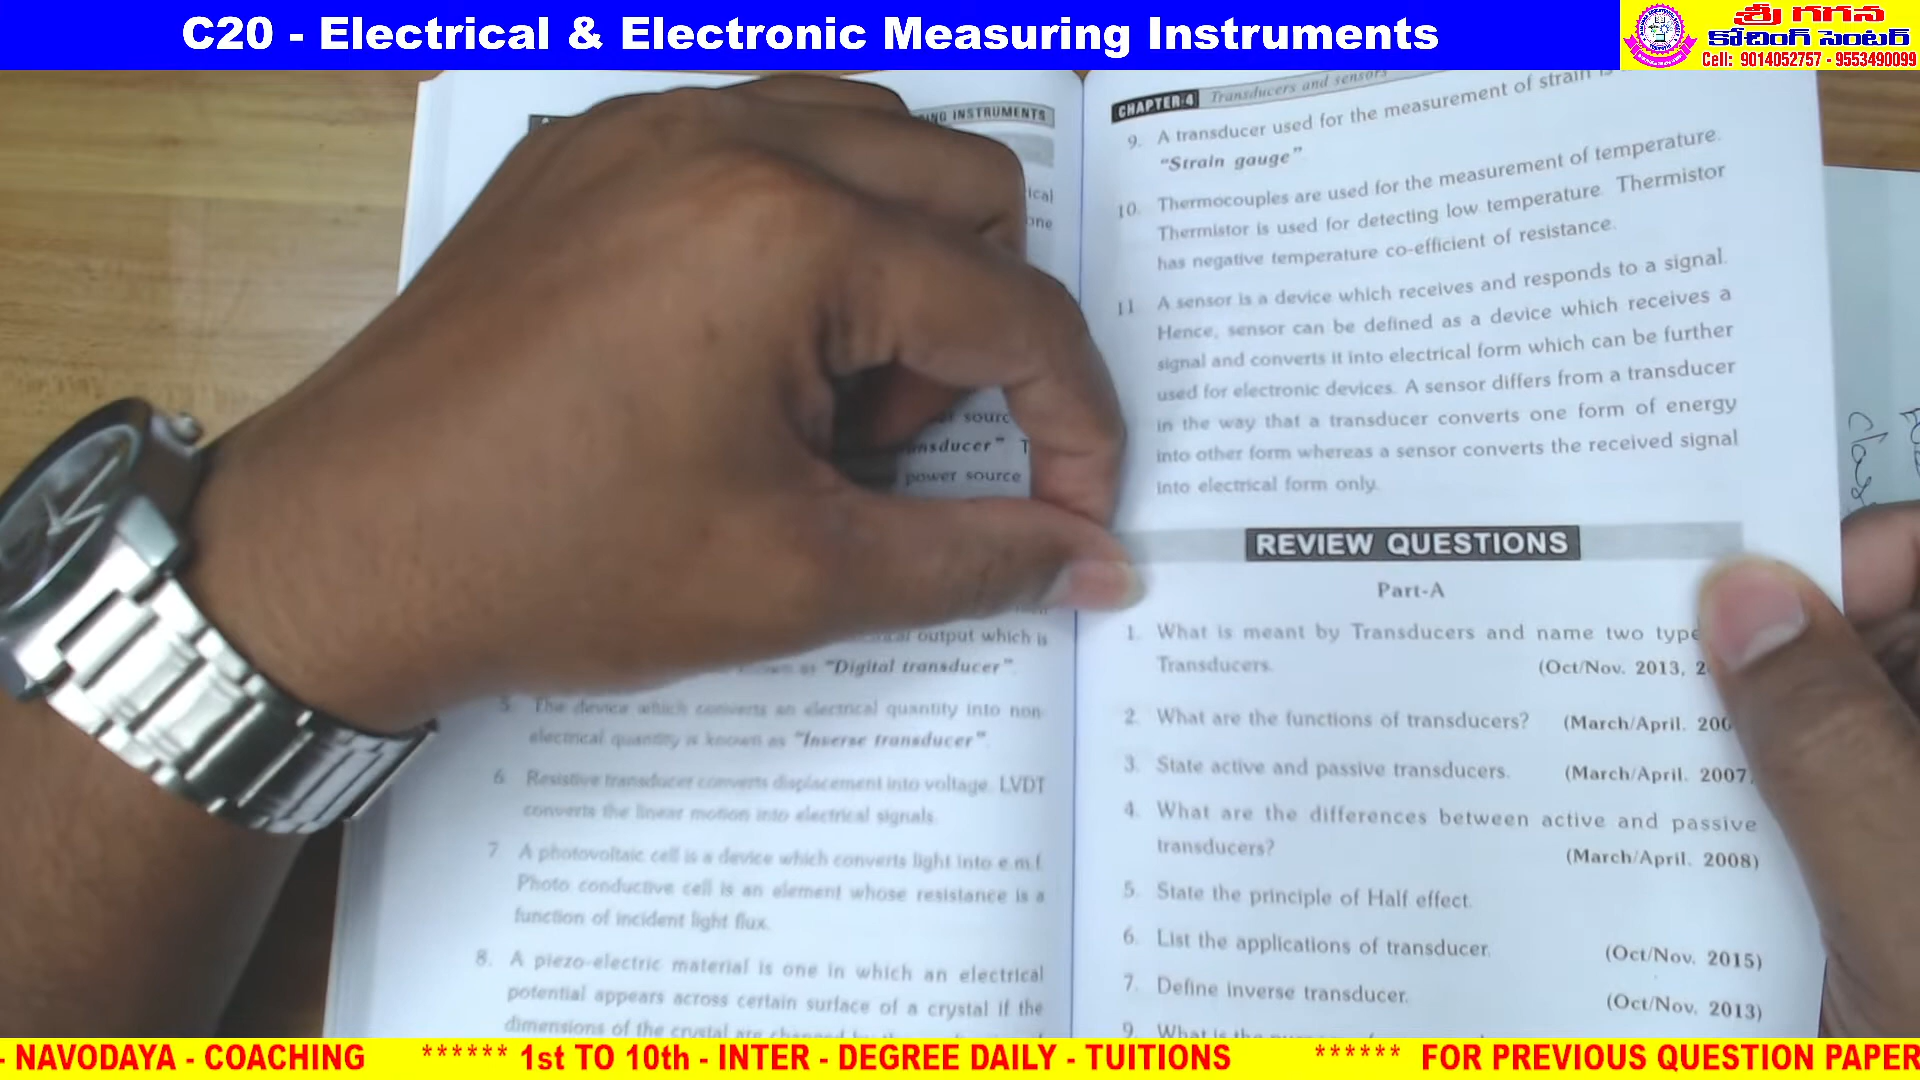 C20 - Electrical & Electronic Measuring Instruments
శ్రీ గగన
కోచింగ్ సెంటర్
Cell: 9014052757 - 9553490099
INSTRUMENTS
ical
one
sourc
nsducer" T
power source
output which is
as "Digital transducer".
5. The device which converts an electrical quantity into non
electrical quantity is known as "Inverse transducer".
6. Resistive transducer converts displacement into voltage. LVDT
converts the linear motion into electrical signals.
7. A photovoltaic cell is a device which converts light into e.m.f.
Photo conductive cell is an element whose resistance is a
function of incident light flux.
8. A piezo-electric material is one in which an electrical
potential appears across certain surface of a crystal if the
dimensions of the crystal are changed by the
CHAPTER-4 Transducers and sensors
9. A transducer used for the measurement of strain is
"Strain gauge".
10. Thermocouples are used for the measurement of temperature.
Thermistor is used for detecting low temperature. Thermistor
has negative temperature co-efficient of resistance.
11 A sensor is a device which receives and responds to a signal.
Hence, sensor can be defined as a device which receives a
signal and converts it into electrical form which can be further
used for electronic devices. A sensor differs from a transducer
in the way that a transducer converts one form of energy
into other form whereas a sensor converts the received signal
into electrical form only.
REVIEW QUESTIONS
Part-A
1. What is meant by Transducers and name two type
Transducers. (Oct/Nov. 2013, 2
2. What are the functions of transducers? (March/April. 200
3. State active and passive transducers. (March/April. 2007,
4. What are the differences between active and passive
transducers? (March/April. 2008)
5. State the principle of Half effect.
6. List the applications of transducer. (Oct/Nov. 2015)
7. Define inverse transducer. (Oct/Nov. 2013)
9. What is the
- NAVODAYA - COACHING ****** 1st TO 10th - INTER - DEGREE DAILY - TUITIONS ****** FOR PREVIOUS QUESTION PAPER